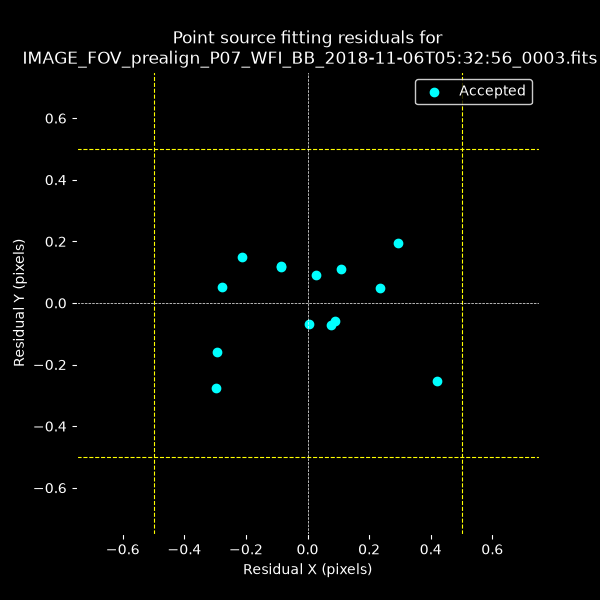 Point source fitting residuals for
IMAGE_FOV_prealign_P07_WFI_BB_2018-11-06T05:32:56_0003.fits
Accepted
0.6
0.4
0.2
0.0
−0.2
−0.4
−0.6
Residual Y (pixels)
−0.6 −0.4 −0.2 0.0 0.2 0.4 0.6
Residual X (pixels)